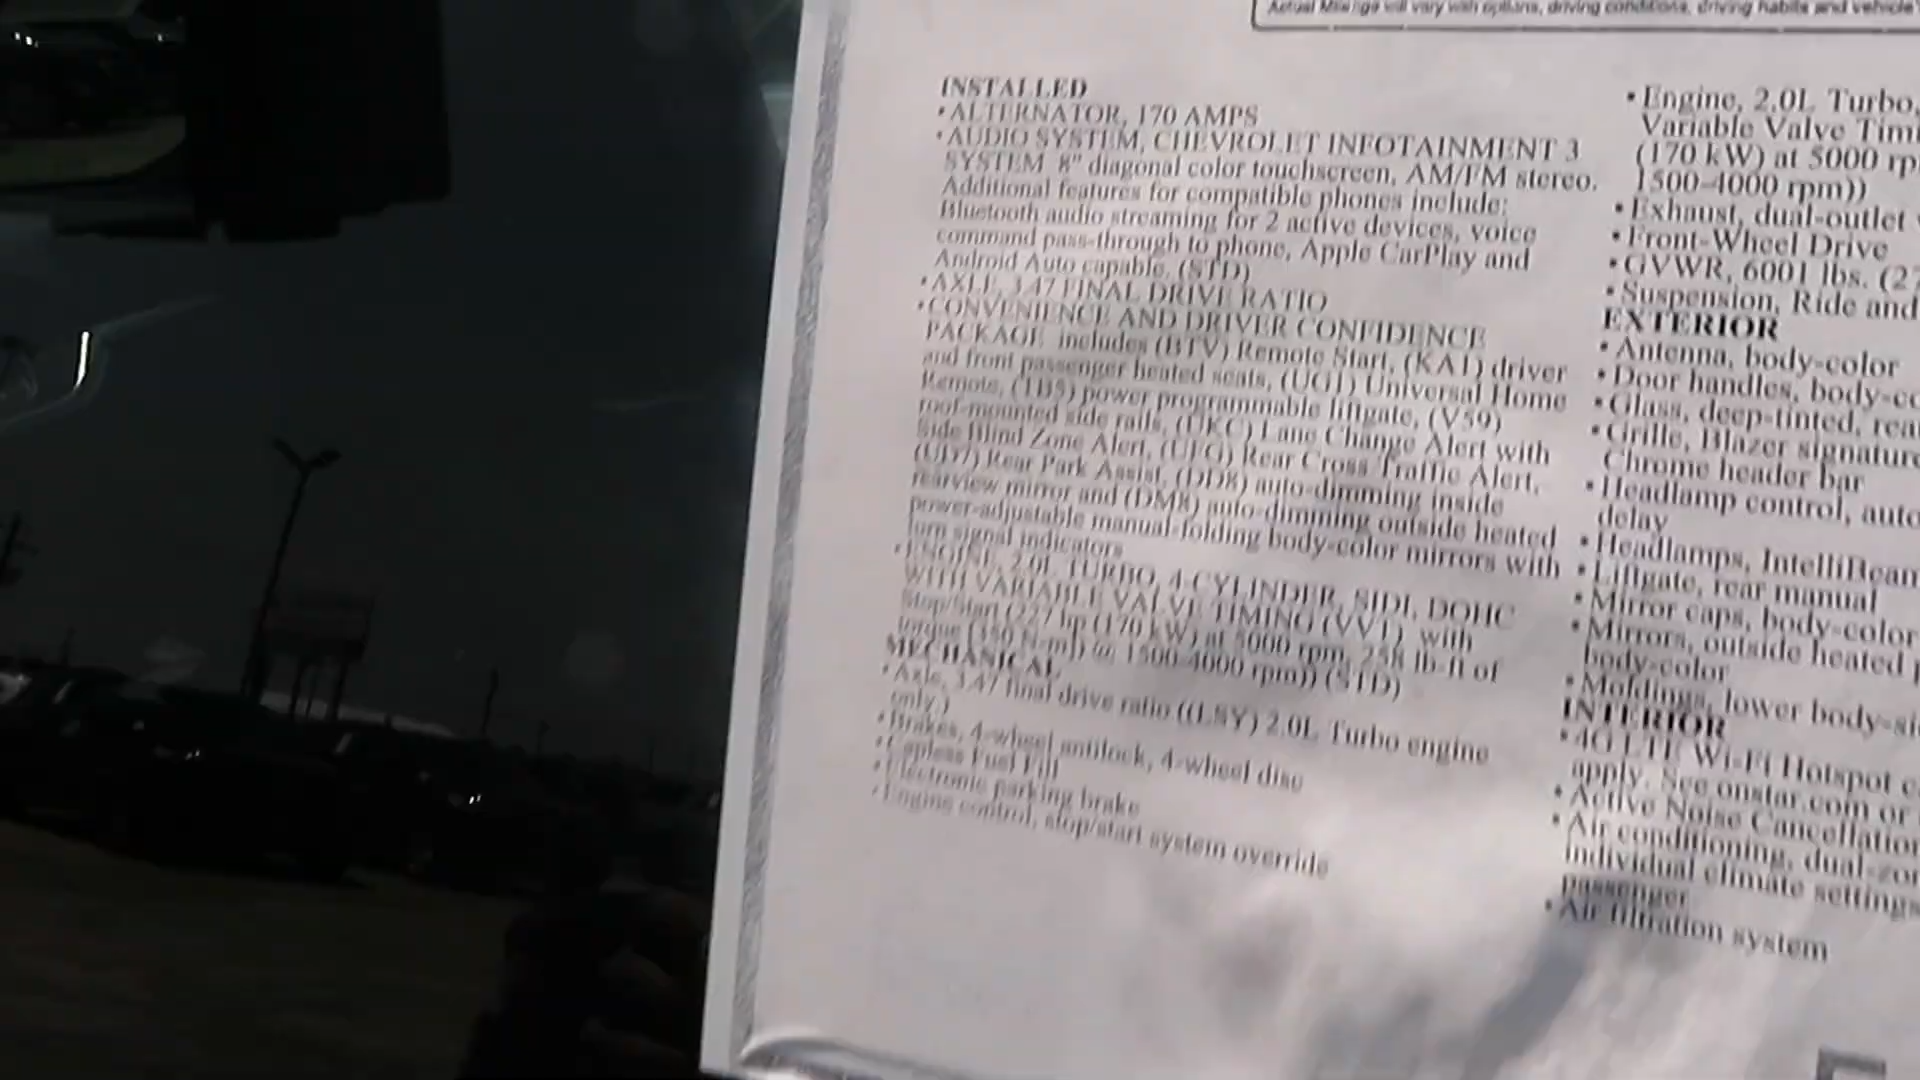 Actual Mileage will vary with options, driving conditions, driving habits and vehicle
INSTALLED
• ALTERNATOR, 170 AMPS
• AUDIO SYSTEM, CHEVROLET INFOTAINMENT 3
SYSTEM 8" diagonal color touchscreen, AM/FM stereo.
Additional features for compatible phones include:
Bluetooth audio streaming for 2 active devices, voice
command pass-through to phone, Apple CarPlay and
Android Auto capable. (STD)
• AXLE, 3.47 FINAL DRIVE RATIO
• CONVENIENCE AND DRIVER CONFIDENCE
PACKAGE includes (BTV) Remote Start, (KA1) driver
and front passenger heated seats, (UG1) Universal Home
Remote, (TB5) power programmable liftgate, (V59)
roof-mounted side rails, (UKC) Lane Change Alert with
Side Blind Zone Alert, (UFG) Rear Cross Traffic Alert,
(UD7) Rear Park Assist, (DD8) auto-dimming inside
rearview mirror and (DM8) auto-dimming outside heated
power-adjustable manual-folding body-color mirrors with
turn signal indicators
• ENGINE, 2.0L TURBO, 4-CYLINDER, SIDI, DOHC
WITH VARIABLE VALVE TIMING (VVT) with
Stop/Start (227 hp (170 kW) at 5000 rpm, 258 lb-ft of
torque [350 N-m]) @ 1500-4000 rpm)) (STD)
MECHANICAL
• Axle, 3.47 final drive ratio ((LSY) 2.0L Turbo engine
only.)
• Brakes, 4-wheel antilock, 4-wheel disc
• Capless Fuel Fill
• Electronic parking brake
• Engine control, stop/start system override
• Engine, 2.0L Turbo,
Variable Valve Tim
(170 kW) at 5000 rp
1500-4000 rpm))
• Exhaust, dual-outlet
• Front-Wheel Drive
• GVWR, 6001 lbs. (27
• Suspension, Ride and
EXTERIOR
• Antenna, body-color
• Door handles, body-co
• Glass, deep-tinted, rea
• Grille, Blazer signature
Chrome header bar
• Headlamp control, auto
delay
• Headlamps, IntelliBeam
• Liftgate, rear manual
• Mirror caps, body-color
• Mirrors, outside heated p
body-color
• Moldings, lower body-si
INTERIOR
• 4G LTE Wi-Fi Hotspot c
apply. See onstar.com or
• Active Noise Cancellatio
• Air conditioning, dual-zon
individual climate settings
passenger
• Air filtration system